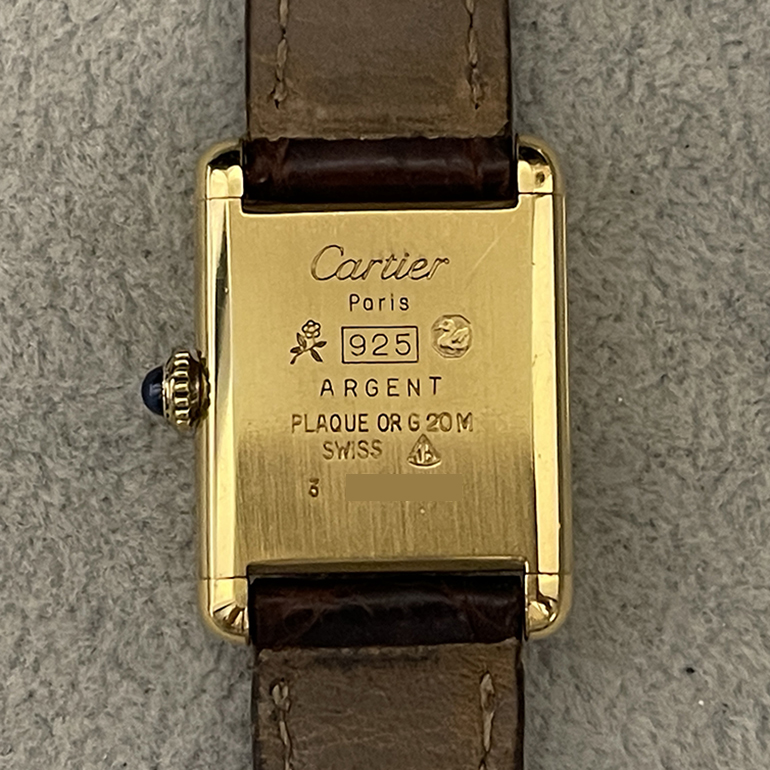 Cartier
Paris
925
ARGENT
PLAQUE OR G 20 M
SWISS
3